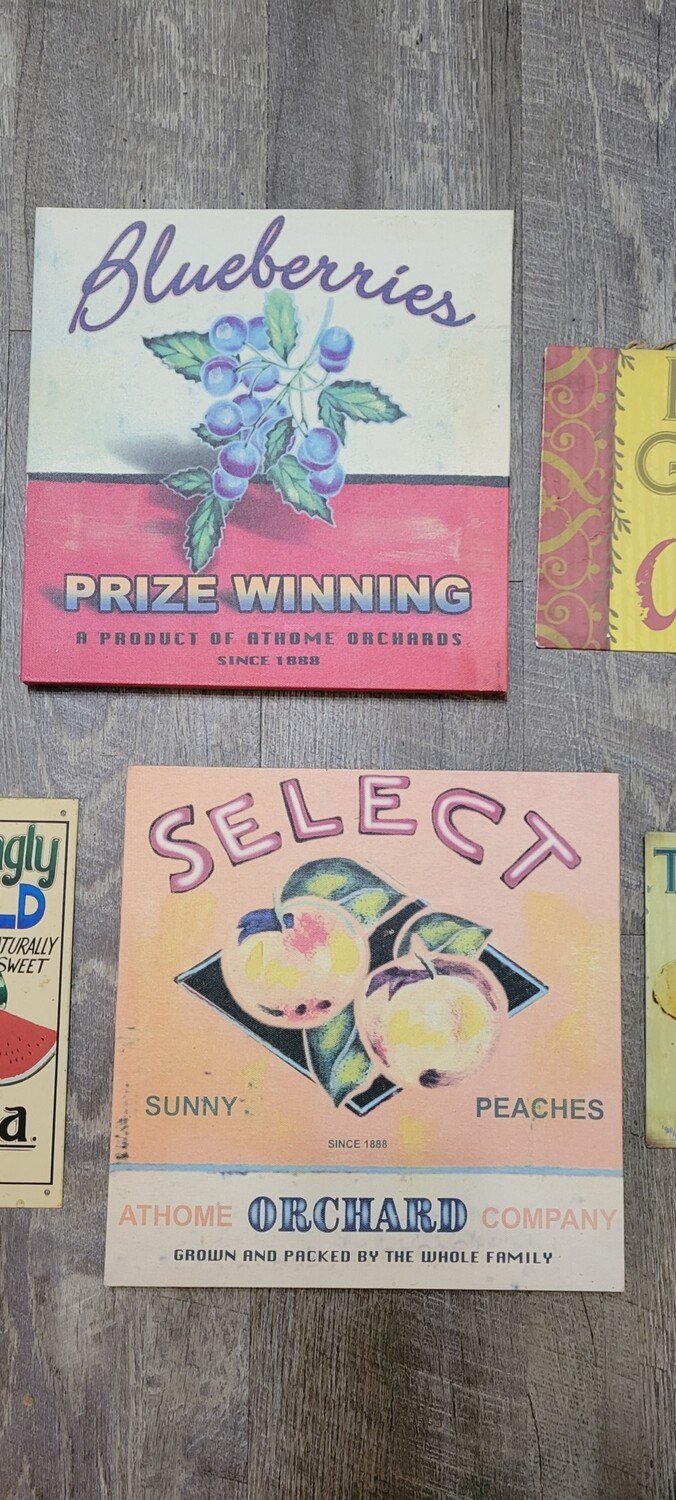 Blueberries
PRIZE WINNING
A PRODUCT OF ATHOME ORCHARDS
SINCE 1888
SELECT
SUNNY PEACHES
SINCE 1888
ATHOME ORCHARD COMPANY
GROWN AND PACKED BY THE WHOLE FAMILY
SWEET